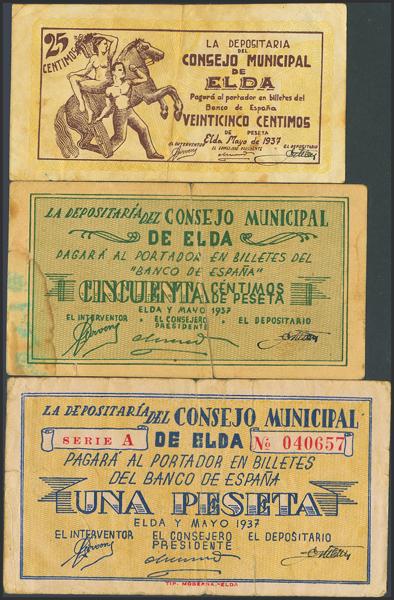 25
CENTIMOS
LA DEPOSITARIA
DEL
CONSEJO MUNICIPAL
DE
ELDA
Pagará al portador en billetes del
Banco de España
VEINTICINCO CENTIMOS
DE PESETA
Elda Mayo de 1937
EL INTERVENTOR EL CONSEJERO PRESIDENTE EL DEPOSITARIO
LA DEPOSITARÍA DEL CONSEJO MUNICIPAL
DE ELDA
PAGARÁ AL PORTADOR EN BILLETES DEL
"BANCO DE ESPAÑA"
CINCUENTA CÉNTIMOS
DE PESETA
ELDA Y MAYO 1937
EL INTERVENTOR • EL CONSEJERO • EL DEPOSITARIO
PRESIDENTE
LA DEPOSITARÍA DEL CONSEJO MUNICIPAL
SERIE A DE ELDA Nº 040657
PAGARÁ AL PORTADOR EN BILLETES
DEL BANCO DE ESPAÑA
UNA PESETA
ELDA Y MAYO 1937
EL INTERVENTOR EL CONSEJERO EL DEPOSITARIO
PRESIDENTE
TIP. MODERNA.-ELDA